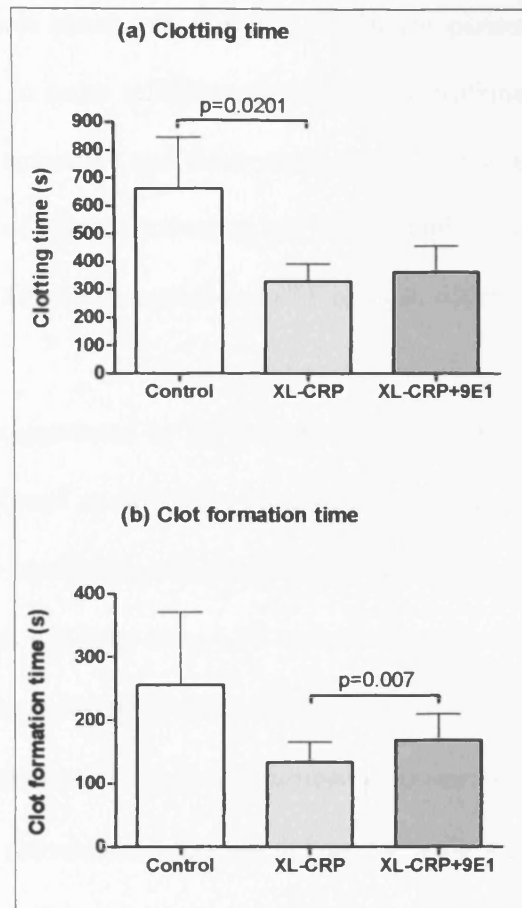 (a) Clotting time
p=0.0201
900
800
700
600
500
400
300
200
100
0
Clotting time (s)
Control XL-CRP XL-CRP+9E1
(b) Clot formation time
p=0.007
400
300
200
100
0
Clot formation time (s)
Control XL-CRP XL-CRP+9E1